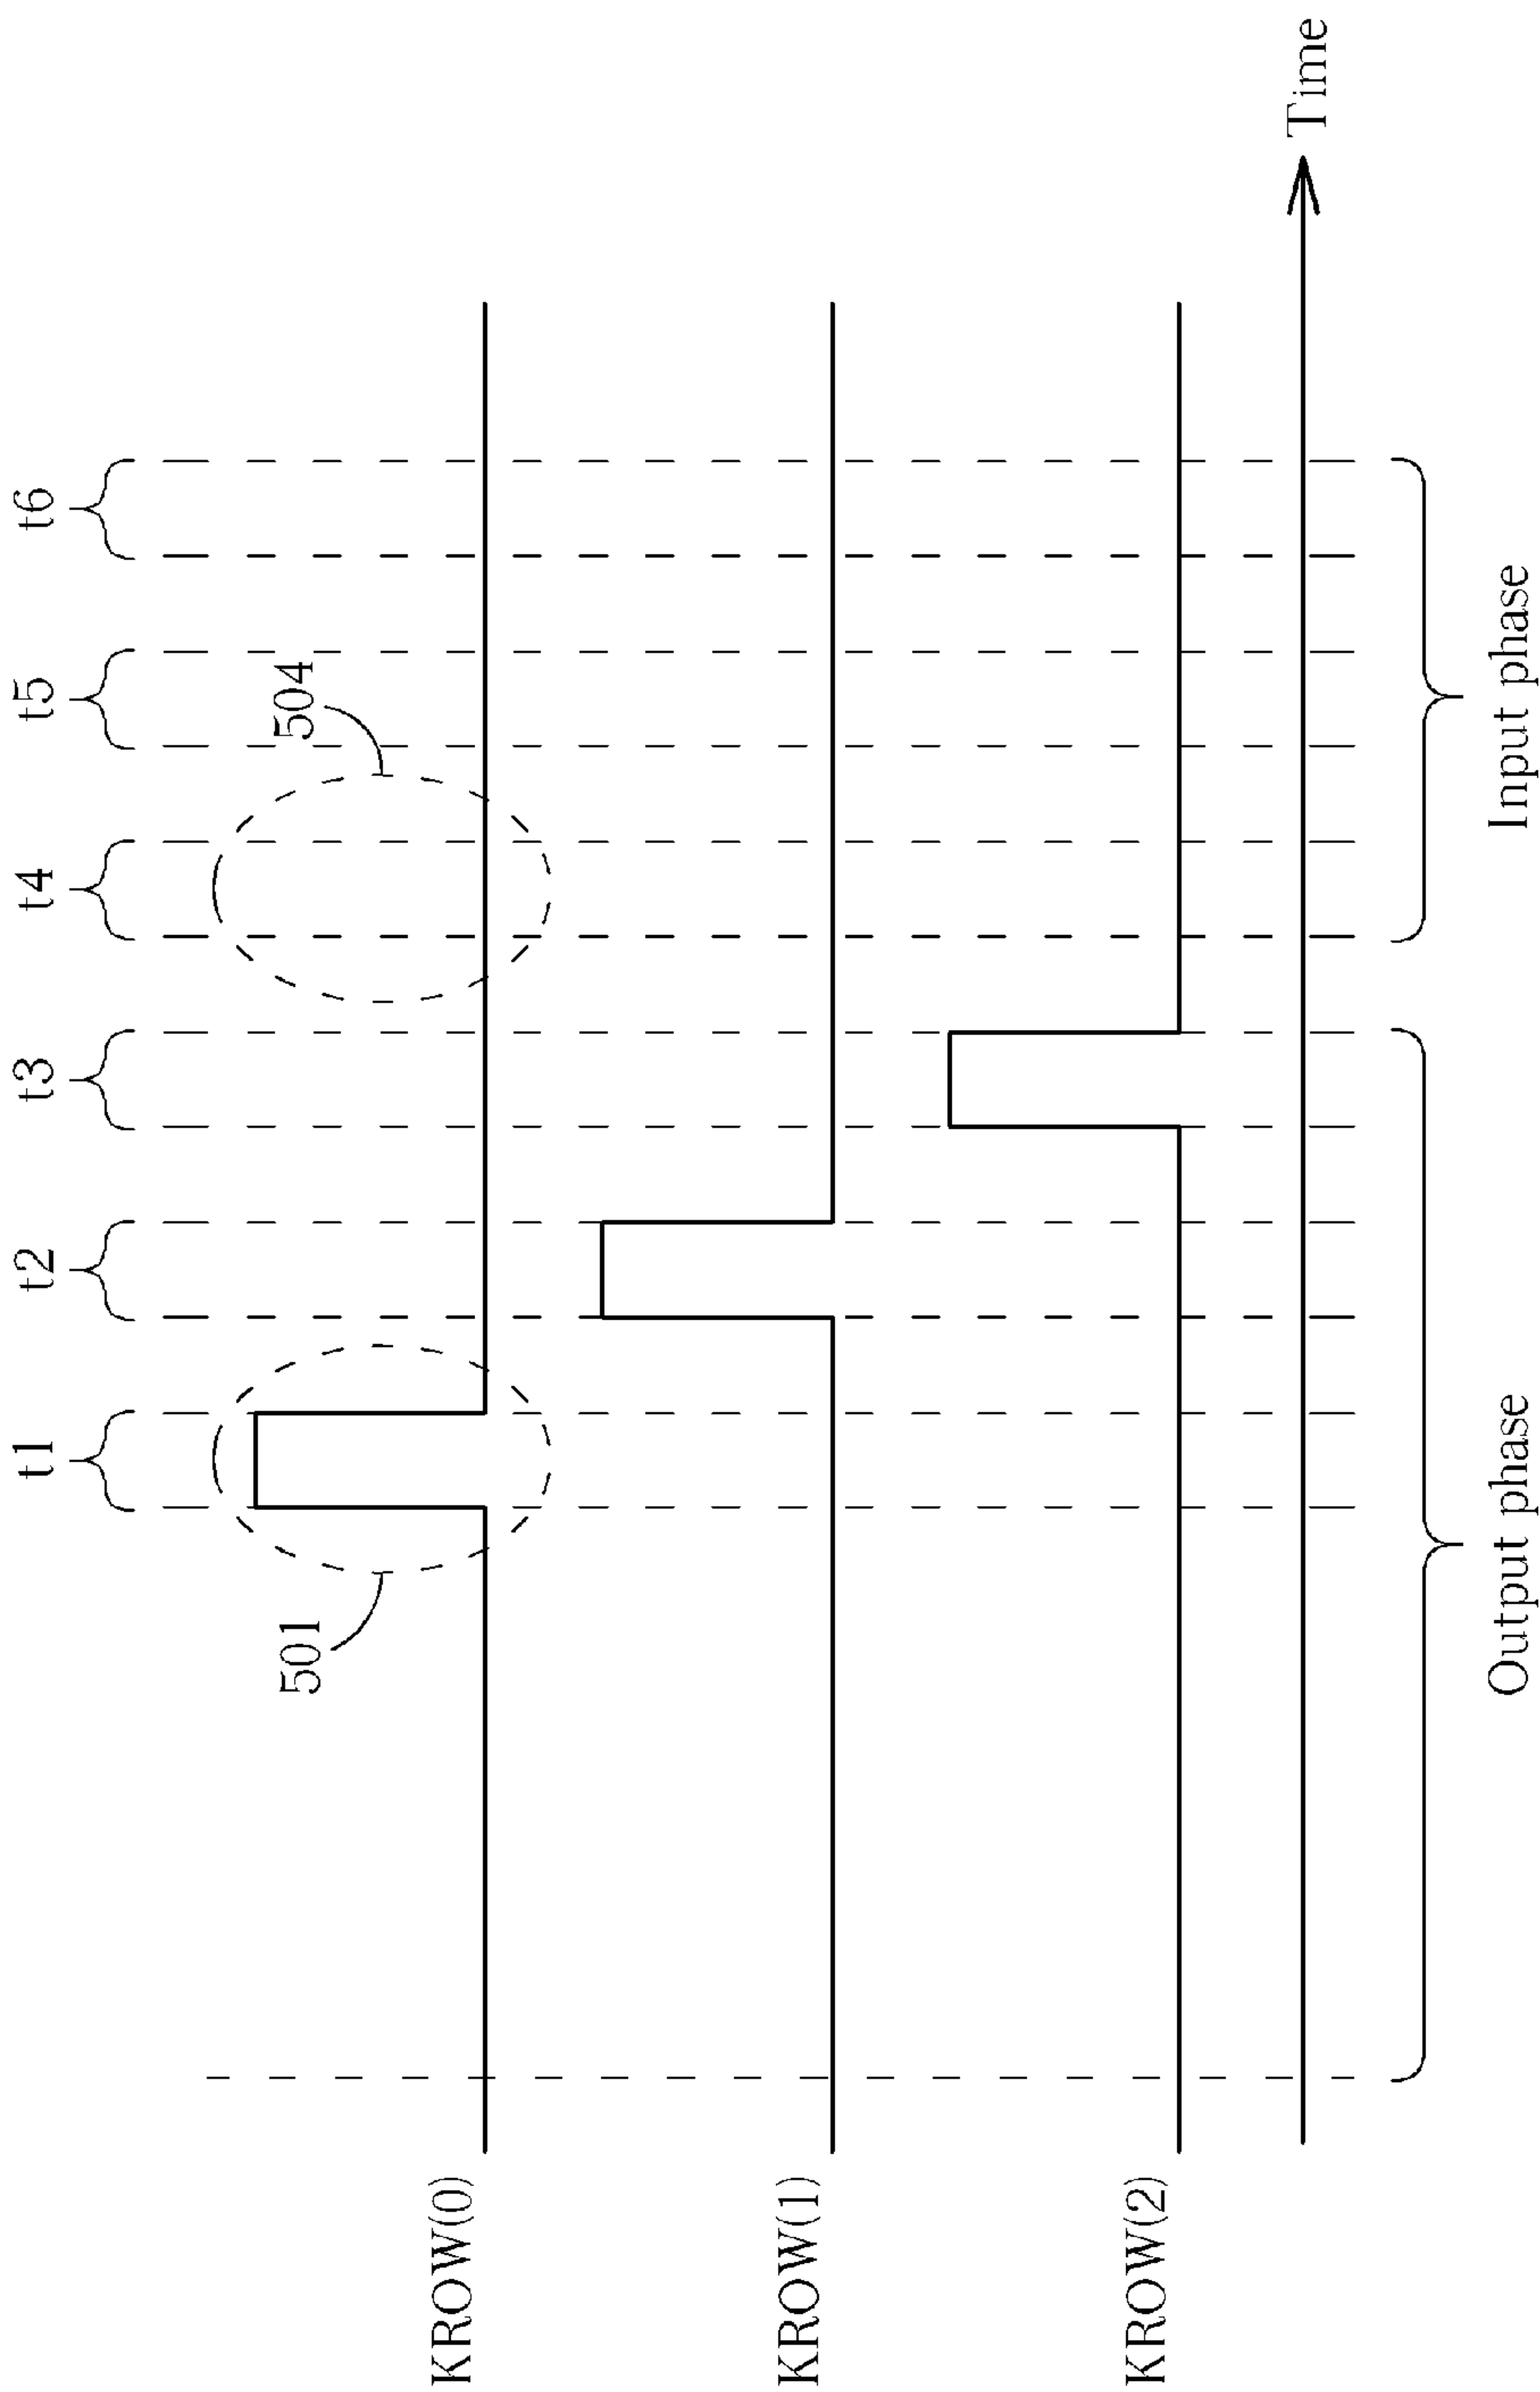 t1 t2 t3 t4 t5 t6
501
504
KROW(0)
KROW(1)
KROW(2)
Time
Output phase
Input phase